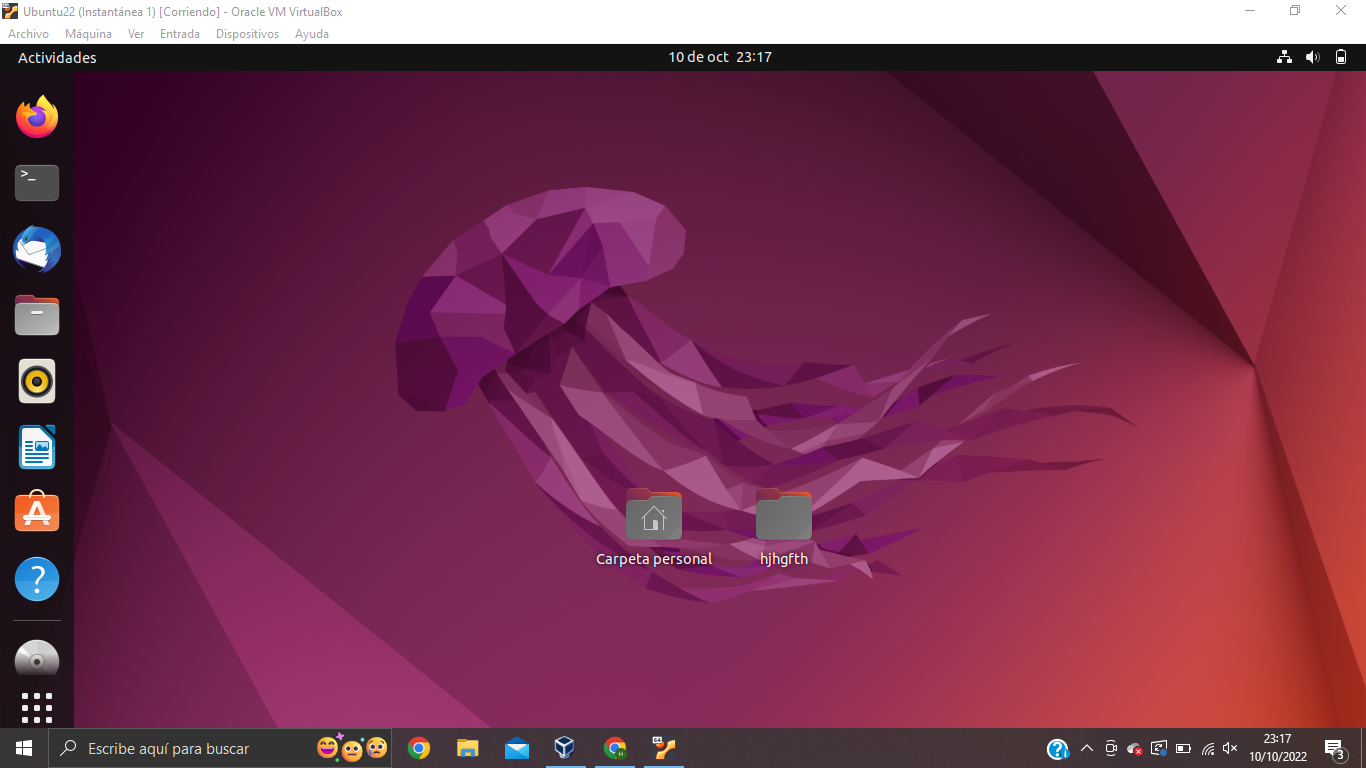 Ubuntu22 (Instantánea 1) [Corriendo] - Oracle VM VirtualBox
Archivo Máquina Ver Entrada Dispositivos Ayuda
Actividades 10 de oct 23:17
>_
Carpeta personal hjhgfth
Escribe aquí para buscar
23:17
10/10/2022
3